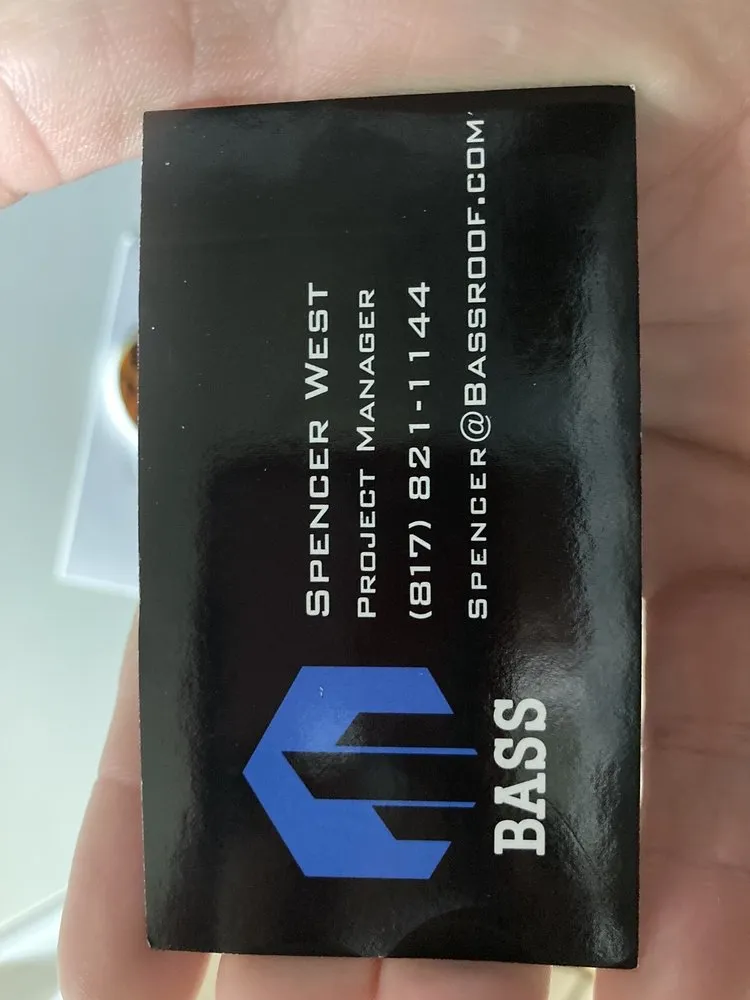 Spencer West
Project Manager
(817) 821-1144
Spencer@Bassroof.com
BASS